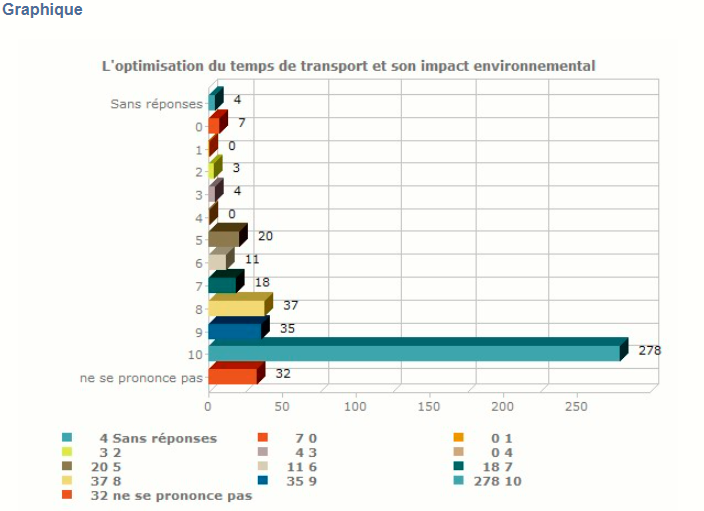 Graphique
L'optimisation du temps de transport et son impact environnemental
Sans réponses 4
0 7
1 0
2 3
3 4
4 0
5 20
6 11
7 18
8 37
9 35
10 278
ne se prononce pas 32
0 50 100 150 200 250
4 Sans réponses 7 0 0 1
3 2 4 3 0 4
20 5 11 6 18 7
37 8 35 9 278 10
32 ne se prononce pas